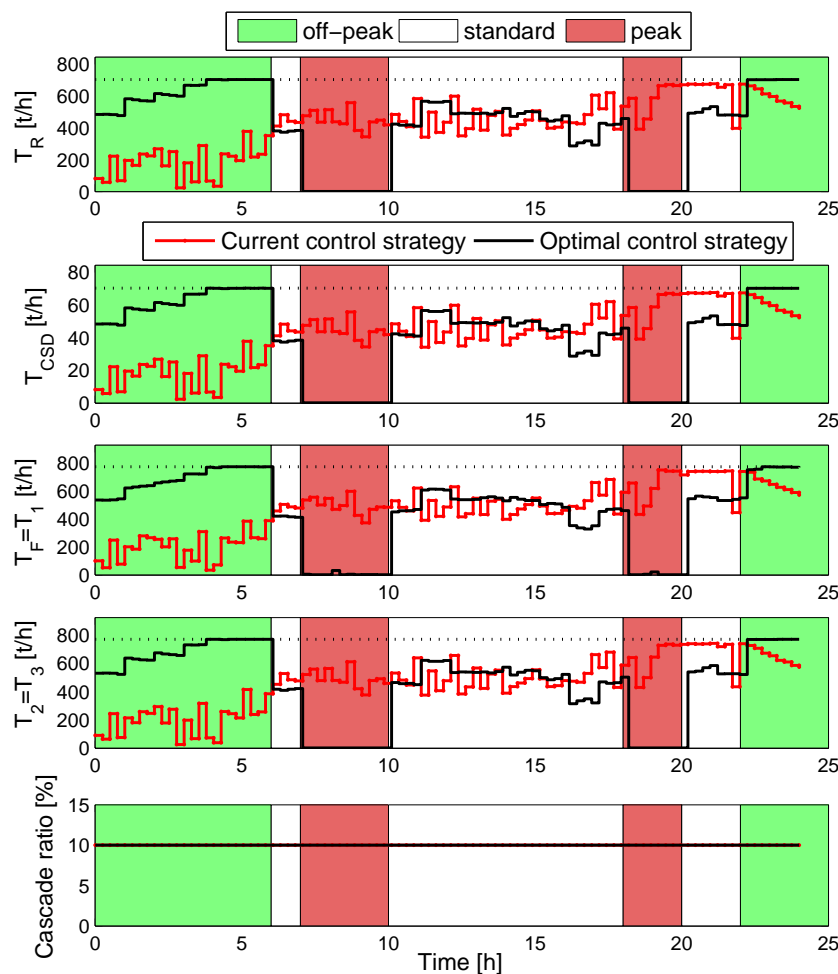 off-peak standard peak
T_R [t/h]
800
600
400
200
0
0 5 10 15 20 25
Current control strategy Optimal control strategy
T_CSD [t/h]
80
60
40
20
0
0 5 10 15 20 25
T_F=T_1 [t/h]
800
600
400
200
0
0 5 10 15 20 25
T_2=T_3 [t/h]
800
600
400
200
0
0 5 10 15 20 25
Cascade ratio [%]
15
10
5
0
0 5 10 15 20 25
Time [h]